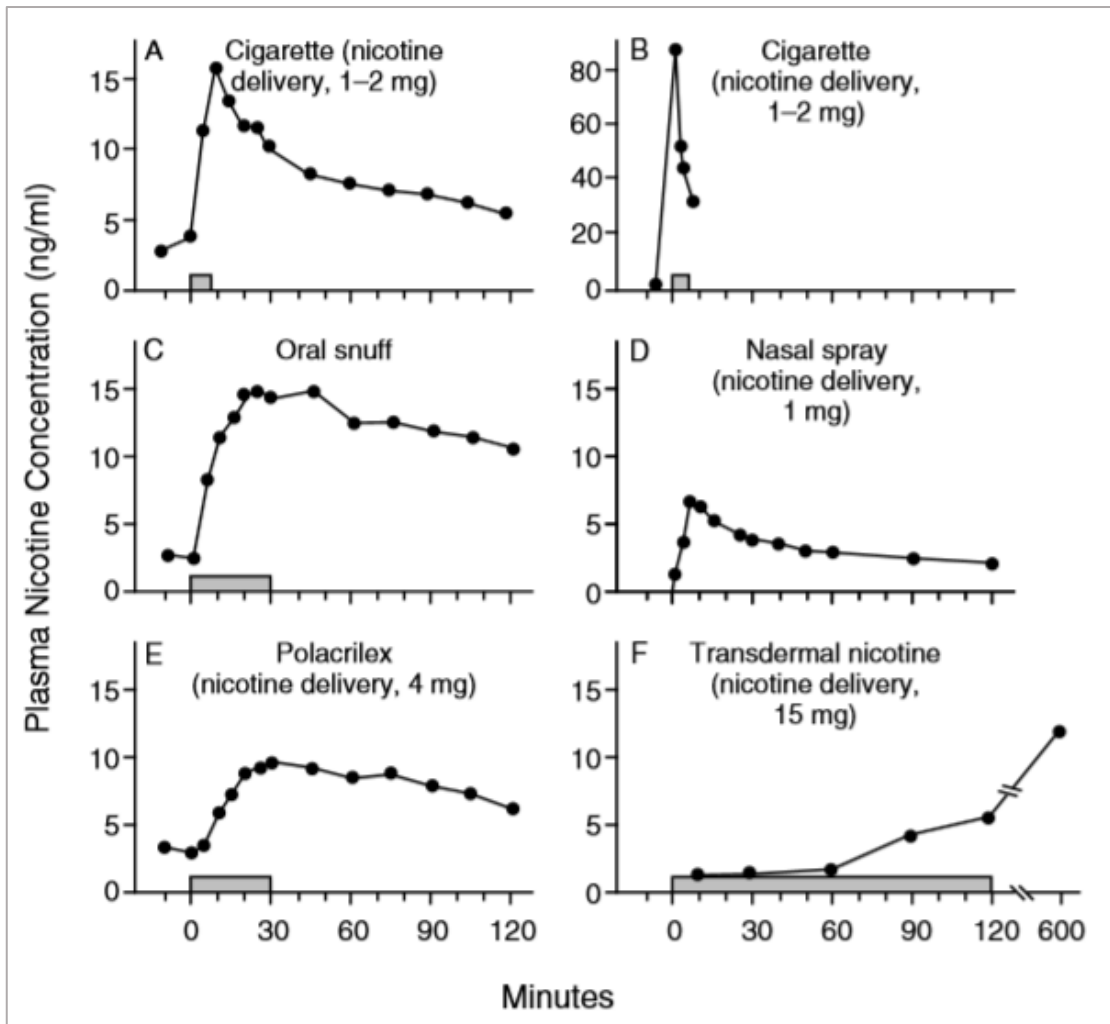 Plasma Nicotine Concentration (ng/ml)
A
Cigarette (nicotine
delivery, 1–2 mg)
15
10
5
0
B
Cigarette
(nicotine delivery,
1–2 mg)
80
60
40
20
0
C
Oral snuff
15
10
5
0
D
Nasal spray
(nicotine delivery,
1 mg)
15
10
5
0
E
Polacrilex
(nicotine delivery, 4 mg)
15
10
5
0
0 30 60 90 120
F
Transdermal nicotine
(nicotine delivery,
15 mg)
15
10
5
0
0 30 60 90 120 600
Minutes